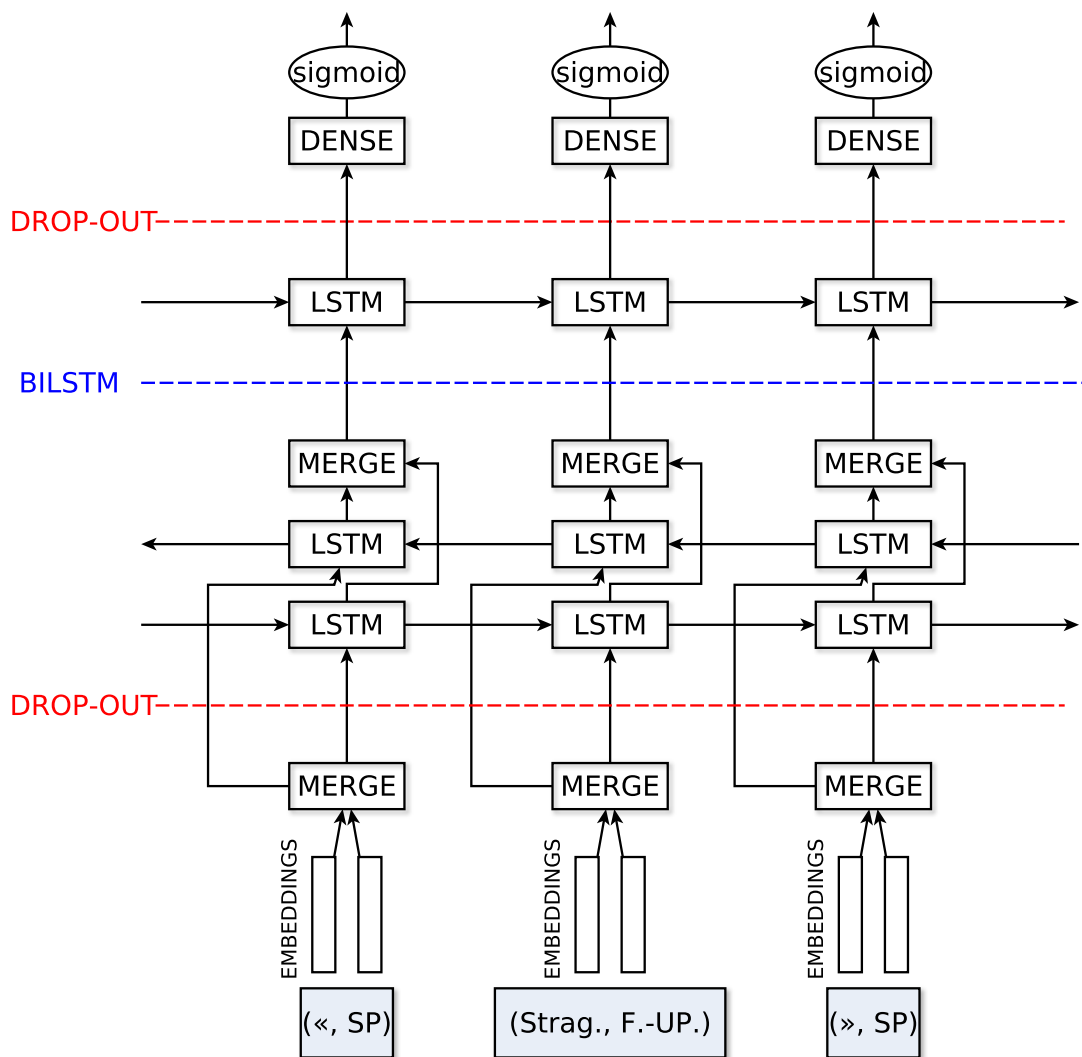 sigmoid sigmoid sigmoid
DENSE DENSE DENSE
DROP-OUT
LSTM LSTM LSTM
BILSTM
MERGE MERGE MERGE
LSTM LSTM LSTM
LSTM LSTM LSTM
DROP-OUT
MERGE MERGE MERGE
EMBEDDINGS EMBEDDINGS EMBEDDINGS
(«, SP) (Strag., F.-UP.) (», SP)